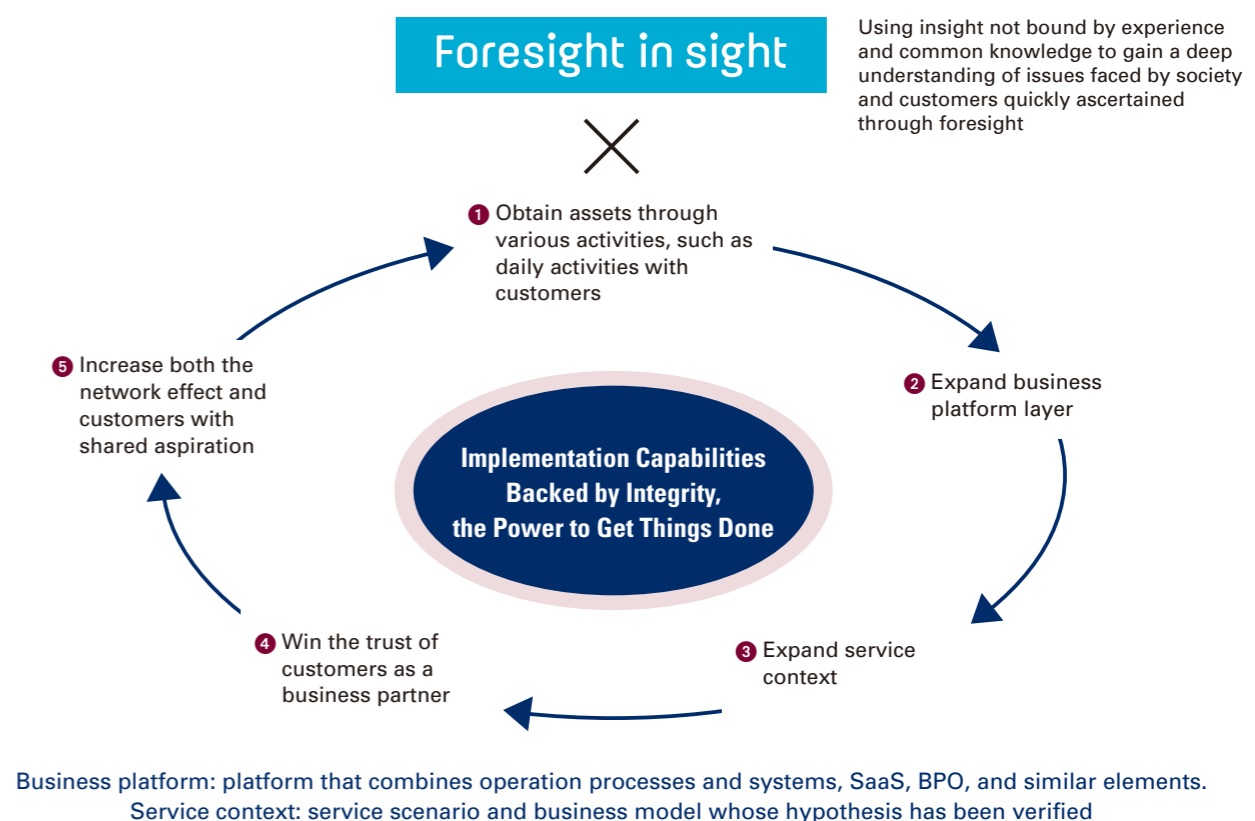 Foresight in sight
Using insight not bound by experience
and common knowledge to gain a deep
understanding of issues faced by society
and customers quickly ascertained
through foresight
1 Obtain assets through
various activities, such as
daily activities with
customers
2 Expand business
platform layer
3 Expand service
context
4 Win the trust of
customers as a
business partner
5 Increase both the
network effect and
customers with
shared aspiration
Implementation Capabilities
Backed by Integrity,
the Power to Get Things Done
Business platform: platform that combines operation processes and systems, SaaS, BPO, and similar elements.
Service context: service scenario and business model whose hypothesis has been verified